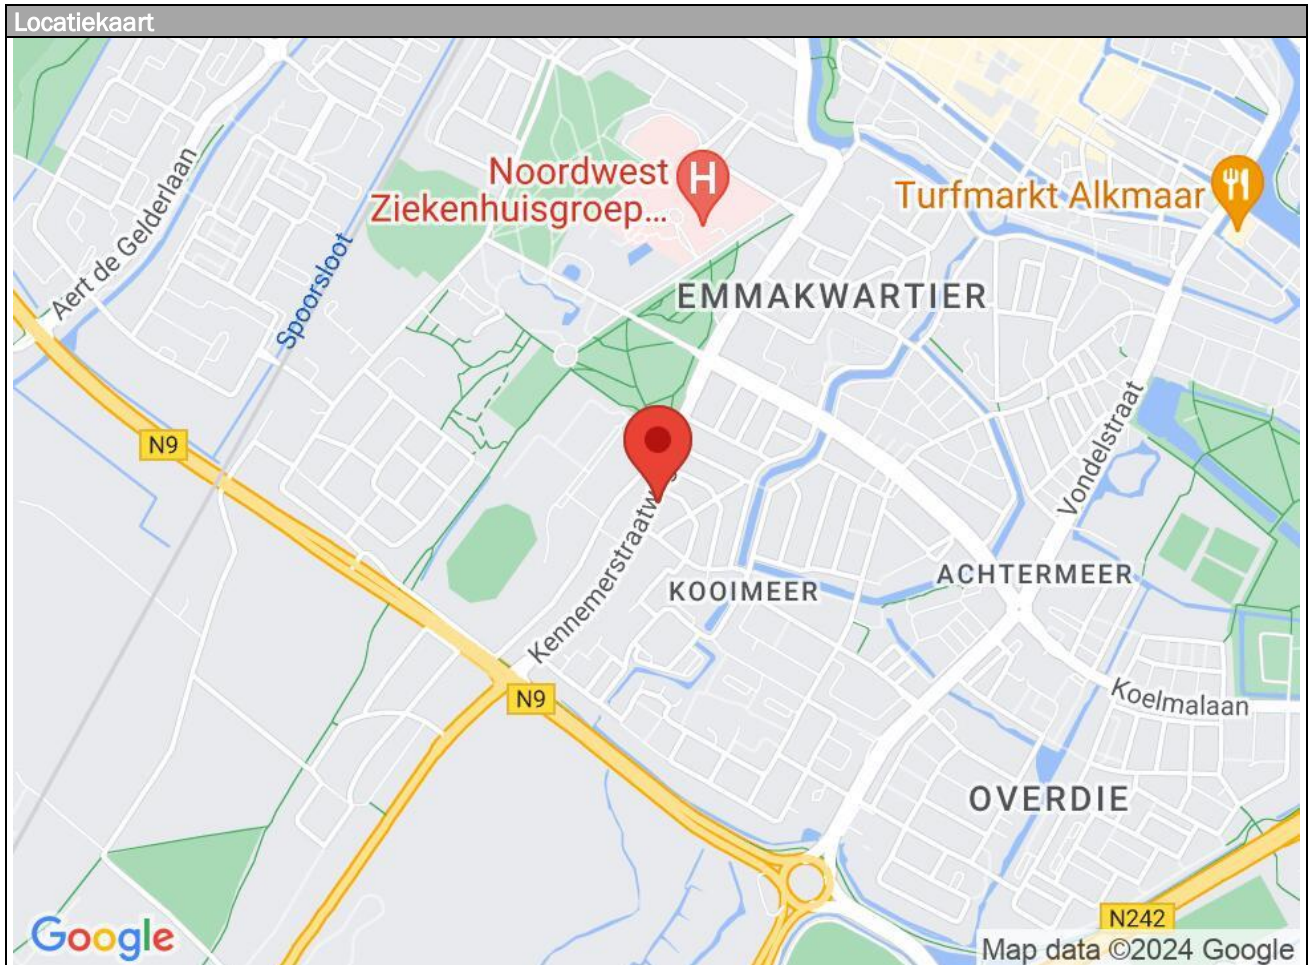 Locatiekaart
Noordwest
Ziekenhuisgroep...
Turfmarkt Alkmaar
Aert de Gelderlaan
Spoorsloot
EMMAKWARTIER
N9
Vondelstraat
Kennemerstraatw
KOOIMEER
ACHTERMEER
N9
Koelmalaan
OVERDIE
N242
Google
Map data ©2024 Google